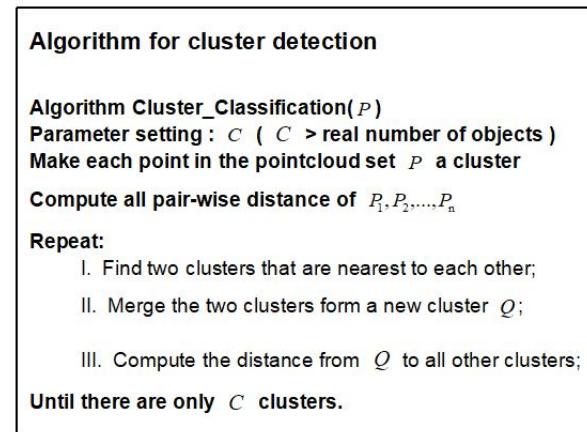 Algorithm for cluster detection
Algorithm Cluster_Classification( P )
Parameter setting : C ( C > real number of objects )
Make each point in the pointcloud set P a cluster
Compute all pair-wise distance of P₁,P₂,...,Pₙ
Repeat:
I. Find two clusters that are nearest to each other;
II. Merge the two clusters form a new cluster Q;
III. Compute the distance from Q to all other clusters;
Until there are only C clusters.